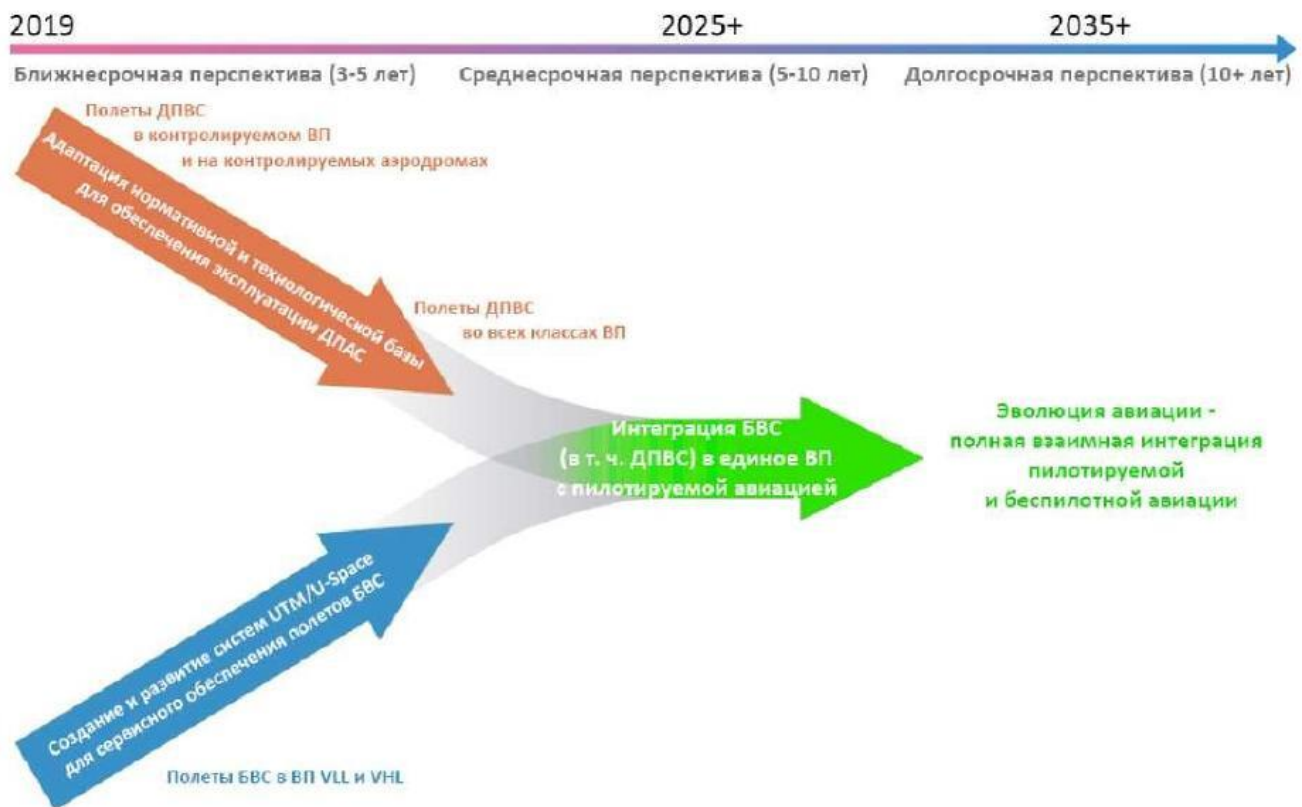 2019
2025+
2035+
Ближнесрочная перспектива (3-5 лет)
Среднесрочная перспектива (5-10 лет)
Долгосрочная перспектива (10+ лет)
Полеты ДПВС
в контролируемом ВП
и на контролируемых аэродромах
Адаптация нормативной и технологической базы
для обеспечения эксплуатации ДПАС
Полеты ДПВС
во всех классах ВП
Интеграция БВС
(в т. ч. ДПВС) в единое ВП
с пилотируемой авиацией
Эволюция авиации -
полная взаимная интеграция
пилотируемой
и беспилотной авиации
Создание и развитие систем UTM/U-Space
для сервисного обеспечения полетов БВС
Полеты БВС в ВП VLL и VHL